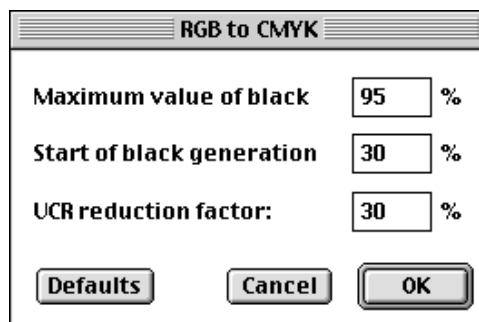 RGB to CMYK
Maximum value of black 95 %
Start of black generation 30 %
UCR reduction factor: 30 %
Defaults Cancel OK